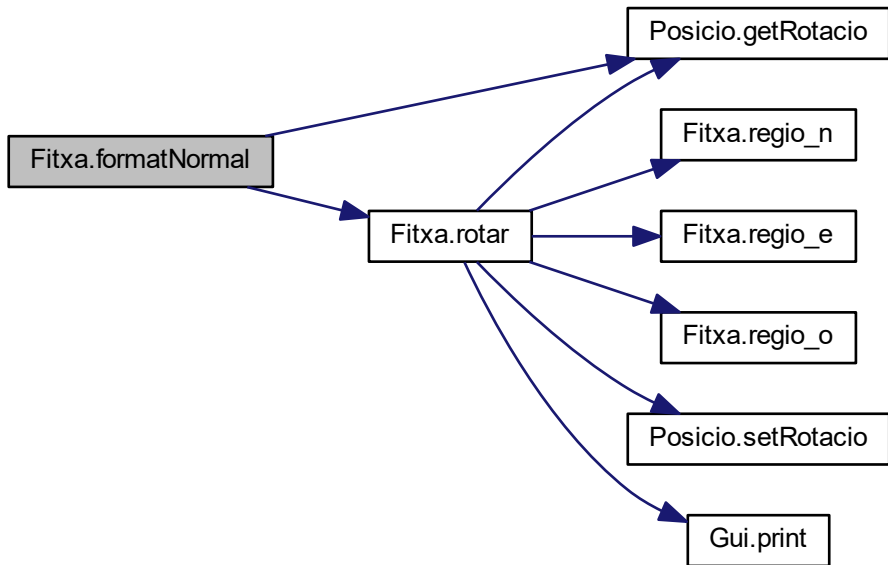 Posicio.getRotacio
Fitxa.regio_n
Fitxa.formatNormal
Fitxa.rotar
Fitxa.regio_e
Fitxa.regio_o
Posicio.setRotacio
Gui.print